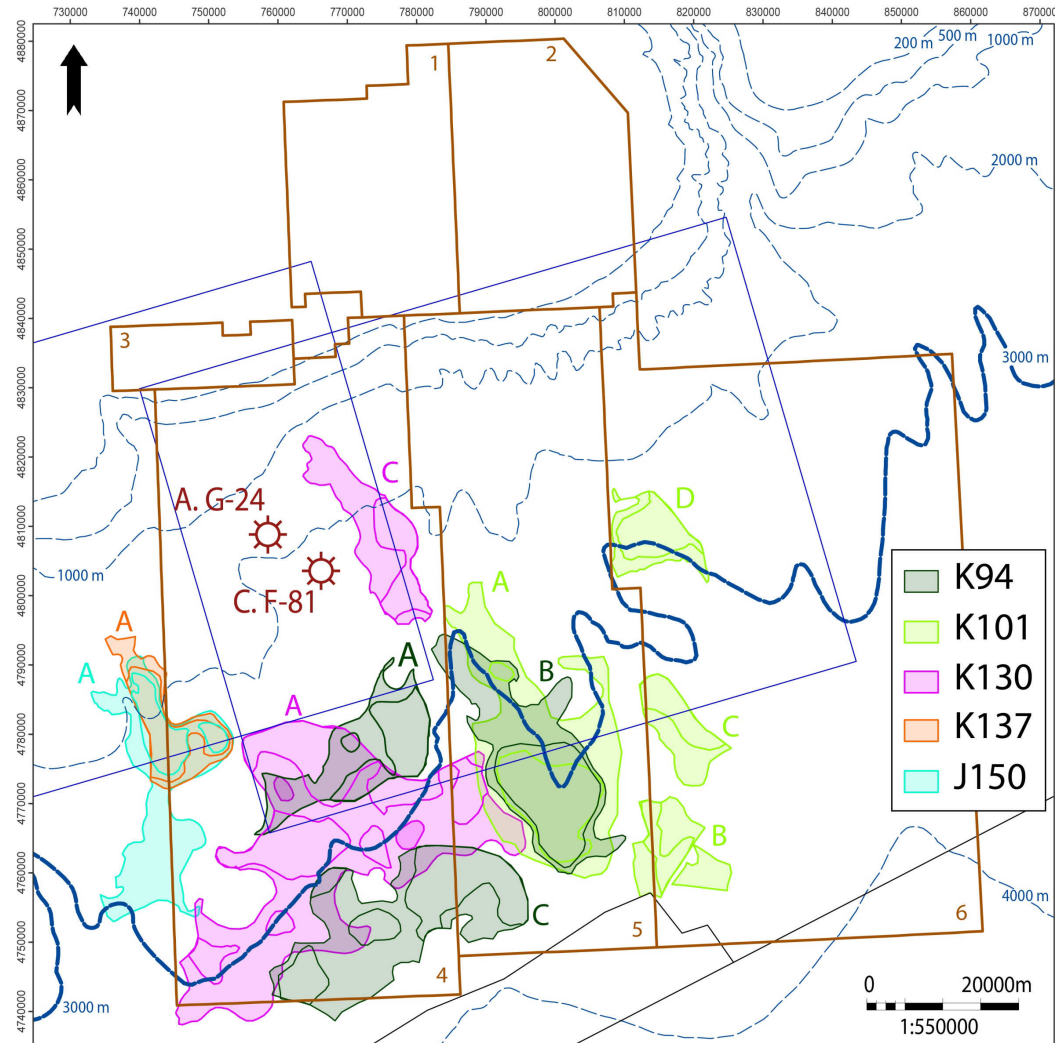 730000 740000 750000 760000 770000 780000 790000 800000 810000 820000 830000 840000 850000 860000 870000
4880000
4870000
4860000
4850000
4840000
4830000
4820000
4810000
4800000
4790000
4780000
4770000
4760000
4750000
4740000
200 m 500 m 1000 m
1 2
2000 m
3
3000 m
C
A. G-24
D
1000 m
C. F-81
A
A
A
A
B
A
C
B
C
5
6
4
4000 m
3000 m
K94
K101
K130
K137
J150
0 20000m
1:550000